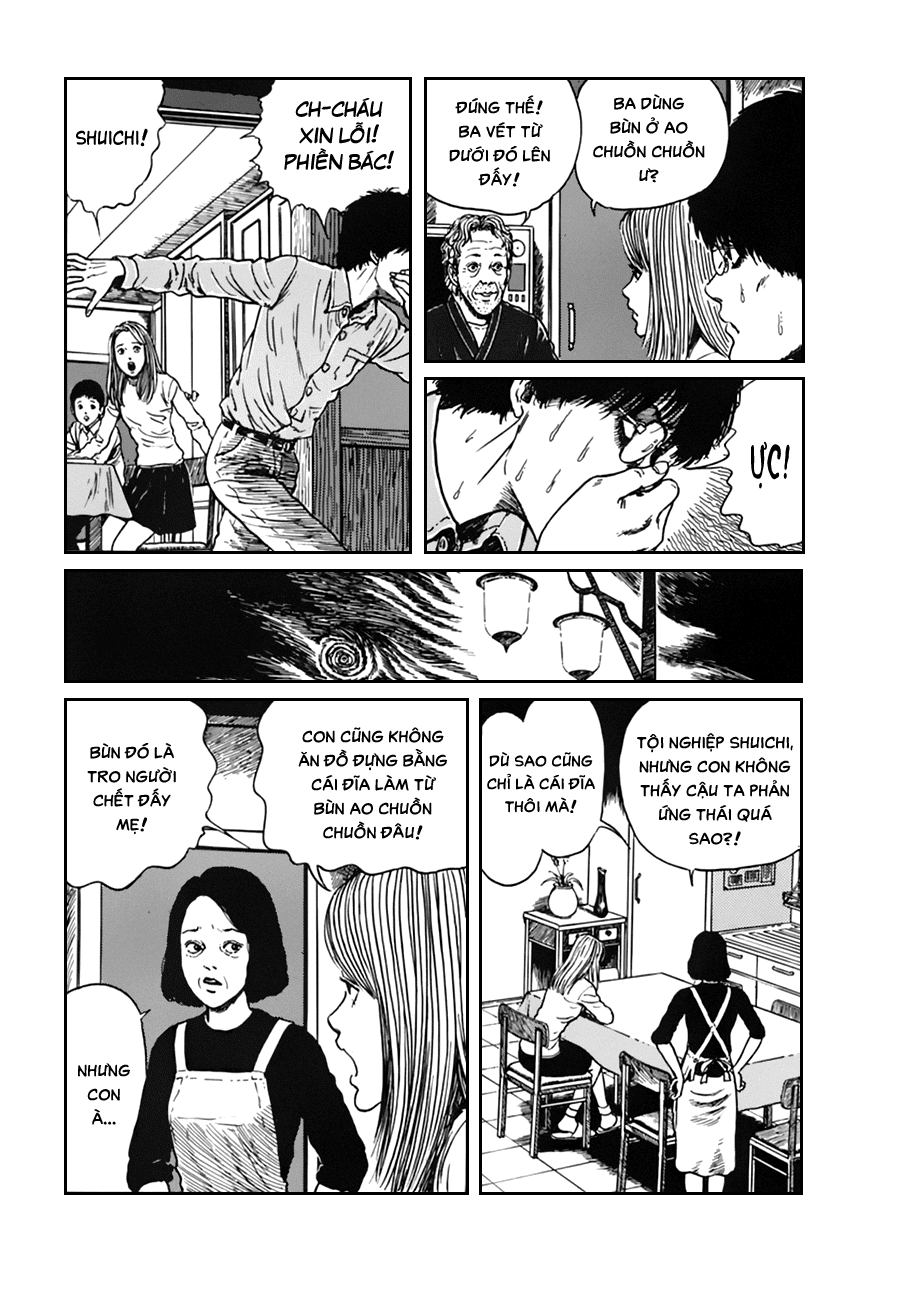 BA DÙNG
BÙN Ở AO
CHUỒN CHUỒN
Ư?
ĐÚNG THẾ!
BA VÉT TỪ
DƯỚI ĐÓ LÊN
ĐẤY!
CH-CHÁU
XIN LỖI!
PHIỀN BÁC!
SHUICHI!
ỰC!
TỘI NGHIỆP SHUICHI,
NHƯNG CON KHÔNG
THẤY CẬU TA PHẢN
ỨNG THÁI QUÁ
SAO?!
DÙ SAO CŨNG
CHỈ LÀ CÁI ĐĨA
THÔI MÀ!
CON CŨNG KHÔNG
ĂN ĐỒ ĐỰNG BẰNG
CÁI ĐĨA LÀM TỪ
BÙN AO CHUỒN
CHUỒN ĐÂU!
BÙN ĐÓ LÀ
TRO NGƯỜI
CHẾT ĐẤY
MẸ!
NHƯNG
CON
À...